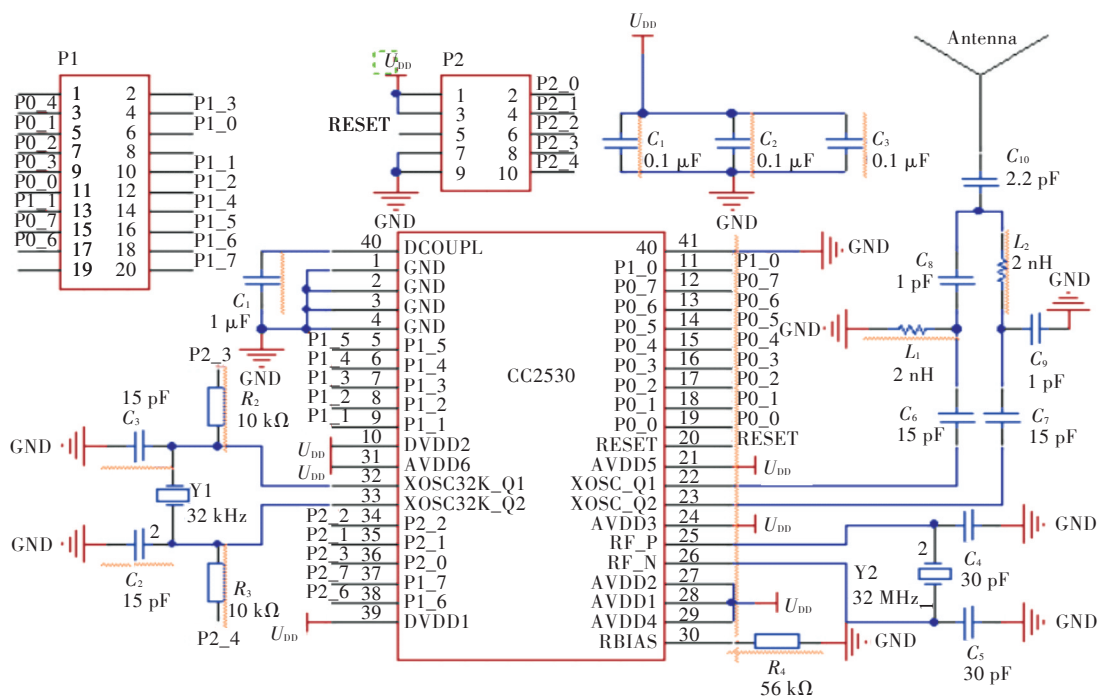 P1
1 2
P0_4 3 4 P1_3
P0_1 5 6 P1_0
P0_2 7 8
P0_3 9 10 P1_1
P0_0 11 12 P1_2
P1_1 13 14 P1_4
P0_7 15 16 P1_5
P0_6 17 18 P1_6
19 20 P1_7
U_DD P2
1 2 P2_0
3 4 P2_1
RESET 5 6 P2_2
7 8 P2_3
9 10 P2_4
GND
U_DD
C1
0.1 μF
C2
0.1 μF
C3
0.1 μF
GND
Antenna
C10
2.2 pF
C8
1 pF
L2
2 nH
GND
GND
L1
2 nH
C9
1 pF
C6
15 pF
C7
15 pF
CC2530
40 DCOUPL
1 GND
2 GND
3 GND
4 GND
P1_5 5 P1_5
P1_4 6 P1_4
P1_3 7 P1_3
P1_2 8 P1_2
P1_1 9 P1_1
U_DD 10 DVDD2
U_DD 31 AVDD6
32 XOSC32K_Q1
33 XOSC32K_Q2
P2_2 34 P2_2
P2_1 35 P2_1
P2_3 36 P2_0
P2_7 37 P1_7
P2_6 38 P1_6
U_DD 39 DVDD1
40 41 GND
P1_0 11 P1_0
P0_7 12 P0_7
P0_6 13 P0_6
P0_5 14 P0_5
P0_4 15 P0_4
P0_3 16 P0_3
P0_2 17 P0_2
P0_1 18 P0_1
P0_0 19 P0_0
RESET 20 RESET
AVDD5 21 U_DD
XOSC_Q1 22
XOSC_Q2 23
AVDD3 24 U_DD
RF_P 25
RF_N 26
AVDD2 27
AVDD1 28 U_DD
AVDD4 29
RBIAS 30 GND
R4
56 kΩ
C1
1 μF
GND
P2_3
15 pF
C3
R2
10 kΩ
GND
Y1
32 kHz
GND
2
C2
15 pF
R3
10 kΩ
P2_4
GND
C4
30 pF
2
Y2
32 MHz
1
GND
C5
30 pF